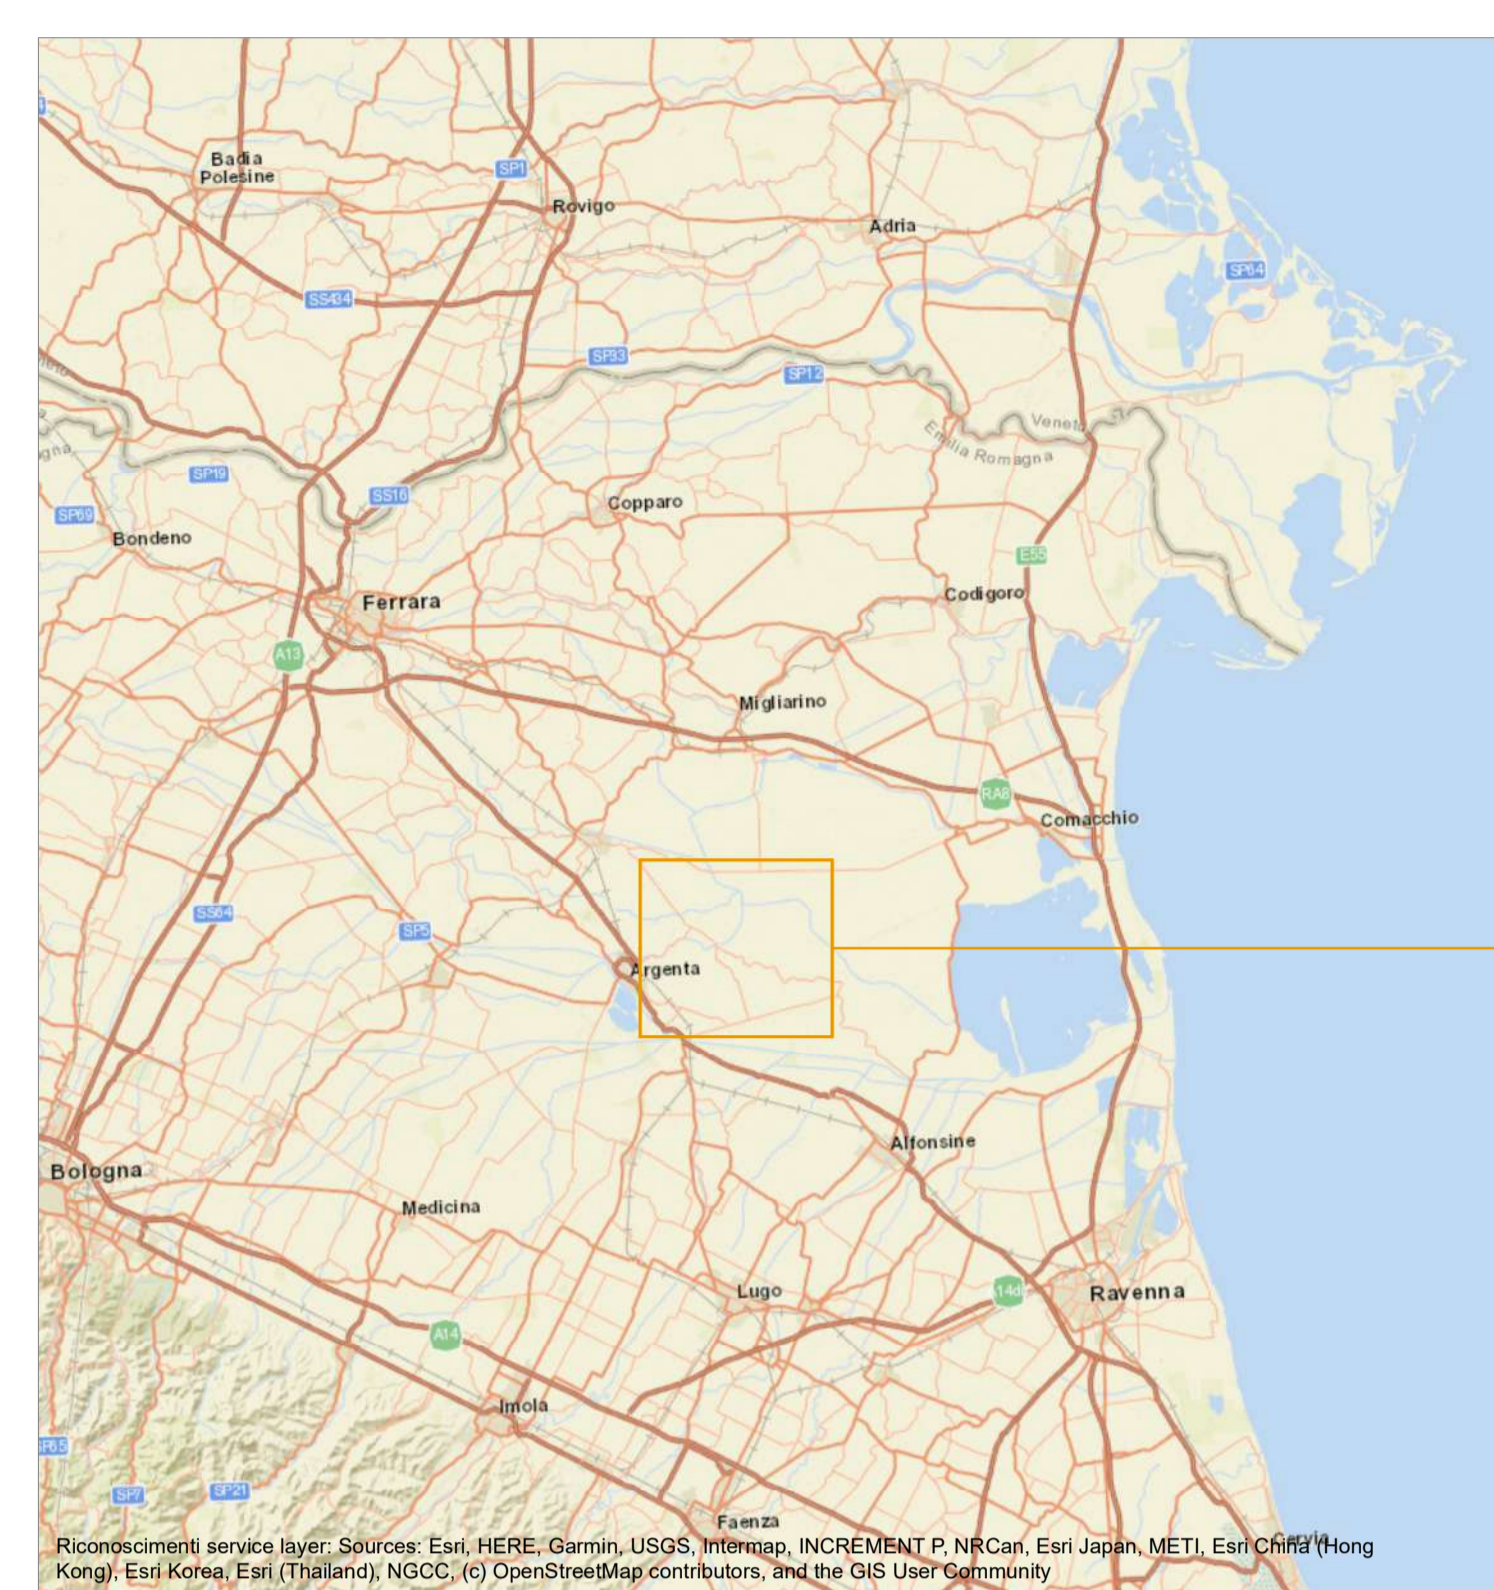 Badia
Polesine
SP1
Rovigo
Adria
SP64
SS434
SP93
SP12
Veneto
Emilia Romagna
SP19
SS16
SP69
Copparo
Bondeno
E55
Codigoro
Ferrara
A13
Migliarino
RA8
Comacchio
SS64
SP5
Argenta
Alfonsine
Bologna
Medicina
Lugo
14di
Ravenna
A14
Imola
SP7
SP21
Faenza
Cervia
Riconoscimenti service layer: Sources: Esri, HERE, Garmin, USGS, Intermap, INCREMENT P, NRCan, Esri Japan, METI, Esri China (Hong
Kong), Esri Korea, Esri (Thailand), NGCC, (c) OpenStreetMap contributors, and the GIS User Community